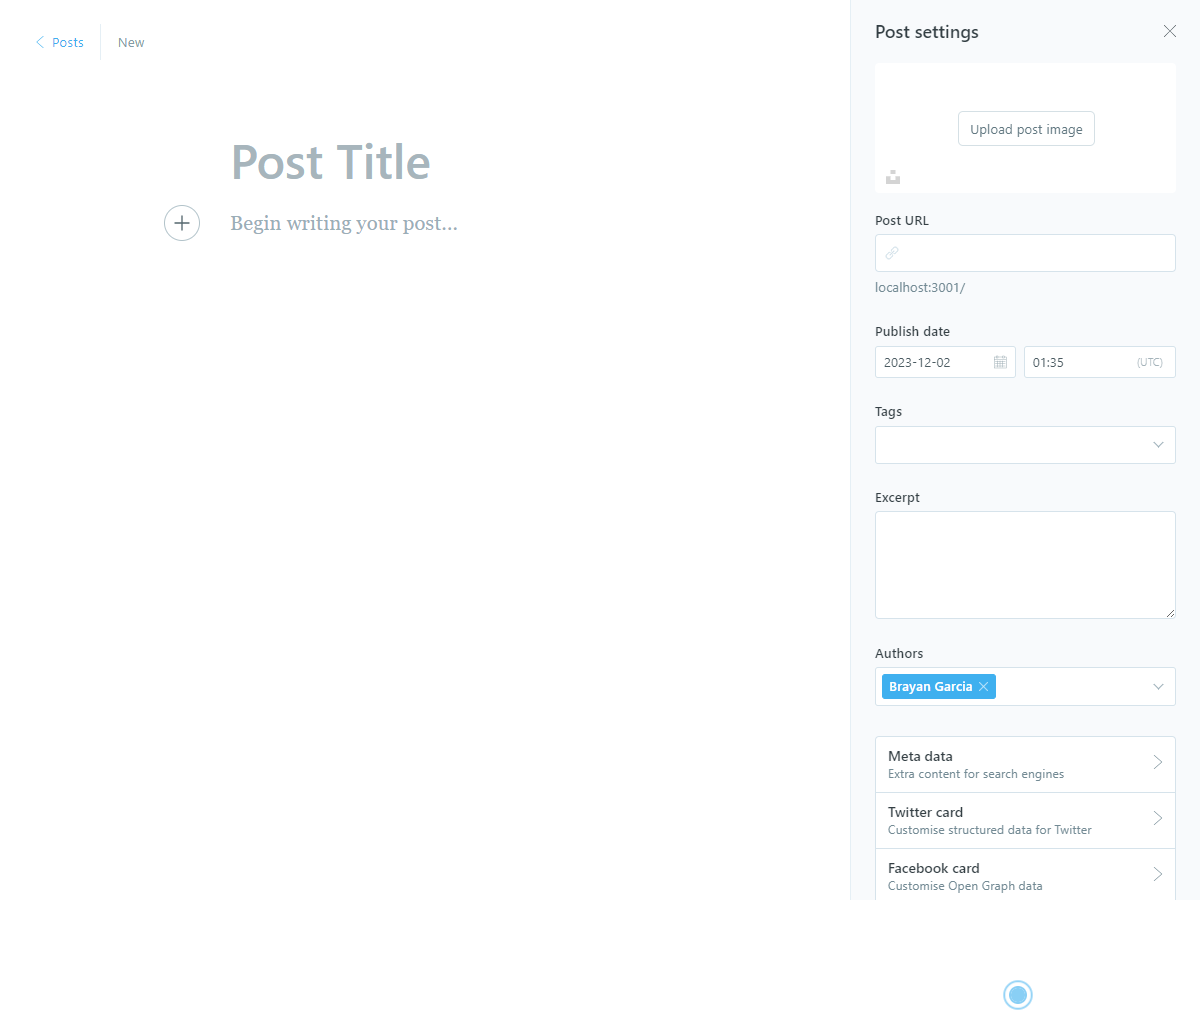 Posts
New
Post Title
Begin writing your post...
Post settings
Upload post image
Post URL
localhost:3001/
Publish date
2023-12-02
01:35
(UTC)
Tags
Excerpt
Authors
Brayan Garcia
Meta data
Extra content for search engines
Twitter card
Customise structured data for Twitter
Facebook card
Customise Open Graph data